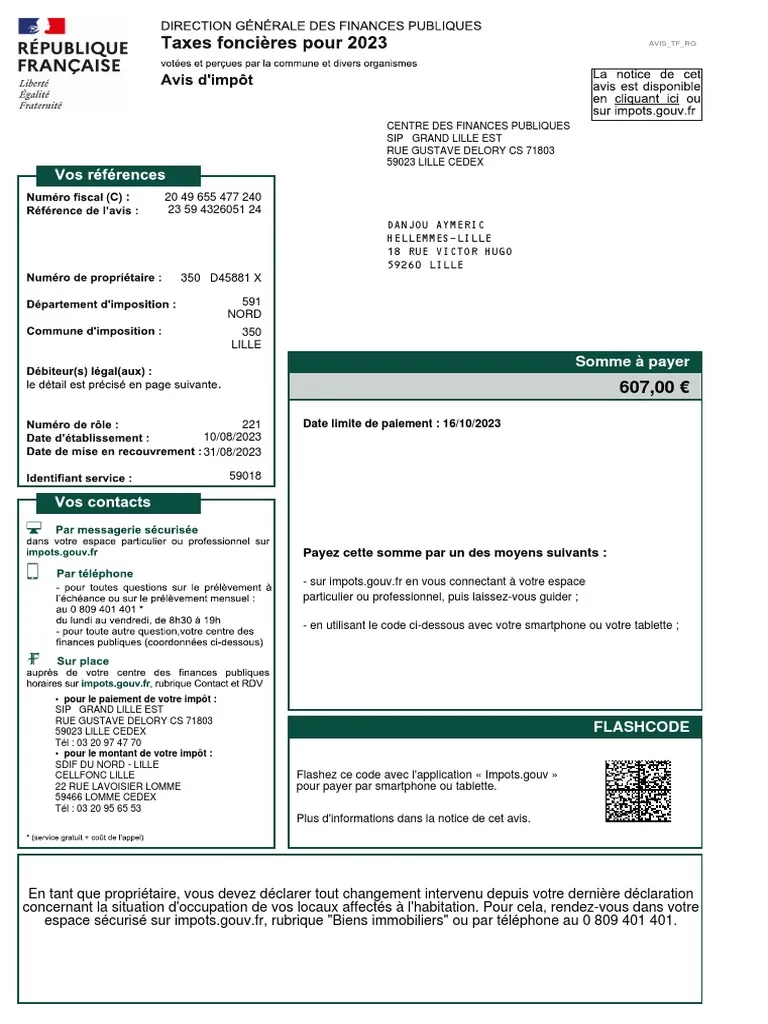 RÉPUBLIQUE
FRANÇAISE
Liberté
Égalité
Fraternité
DIRECTION GÉNÉRALE DES FINANCES PUBLIQUES
Taxes foncières pour 2023
votées et perçues par la commune et divers organismes
Avis d'impôt
AVIS_TF_RG
La notice de cet
avis est disponible
en cliquant ici ou
sur impots.gouv.fr
CENTRE DES FINANCES PUBLIQUES
SIP GRAND LILLE EST
RUE GUSTAVE DELORY CS 71803
59023 LILLE CEDEX
DANJOU AYMERIC
HELLEMMES-LILLE
18 RUE VICTOR HUGO
59260 LILLE
Vos références
Numéro fiscal (C) : 20 49 655 477 240
Référence de l'avis : 23 59 4326051 24
Numéro de propriétaire : 350 D45881 X
Département d'imposition : 591
NORD
Commune d'imposition : 350
LILLE
Débiteur(s) légal(aux) :
le détail est précisé en page suivante.
Numéro de rôle : 221
Date d'établissement : 10/08/2023
Date de mise en recouvrement : 31/08/2023
Identifiant service : 59018
Somme à payer
607,00 €
Date limite de paiement : 16/10/2023
Payez cette somme par un des moyens suivants :
- sur impots.gouv.fr en vous connectant à votre espace
particulier ou professionnel, puis laissez-vous guider ;
- en utilisant le code ci-dessous avec votre smartphone ou votre tablette ;
Vos contacts
Par messagerie sécurisée
dans votre espace particulier ou professionnel sur
impots.gouv.fr
Par téléphone
- pour toutes questions sur le prélèvement à
l'échéance ou sur le prélèvement mensuel :
au 0 809 401 401 *
du lundi au vendredi, de 8h30 à 19h
- pour toute autre question,votre centre des
finances publiques (coordonnées ci-dessous)
Sur place
auprès de votre centre des finances publiques
horaires sur impots.gouv.fr, rubrique Contact et RDV
• pour le paiement de votre impôt :
SIP GRAND LILLE EST
RUE GUSTAVE DELORY CS 71803
59023 LILLE CEDEX
Tél : 03 20 97 47 70
• pour le montant de votre impôt :
SDIF DU NORD - LILLE
CELLFONC LILLE
22 RUE LAVOISIER LOMME
59466 LOMME CEDEX
Tél : 03 20 95 65 53
* (service gratuit + coût de l'appel)
FLASHCODE
Flashez ce code avec l'application « Impots.gouv »
pour payer par smartphone ou tablette.
Plus d'informations dans la notice de cet avis.
En tant que propriétaire, vous devez déclarer tout changement intervenu depuis votre dernière déclaration
concernant la situation d'occupation de vos locaux affectés à l'habitation. Pour cela, rendez-vous dans votre
espace sécurisé sur impots.gouv.fr, rubrique "Biens immobiliers" ou par téléphone au 0 809 401 401.